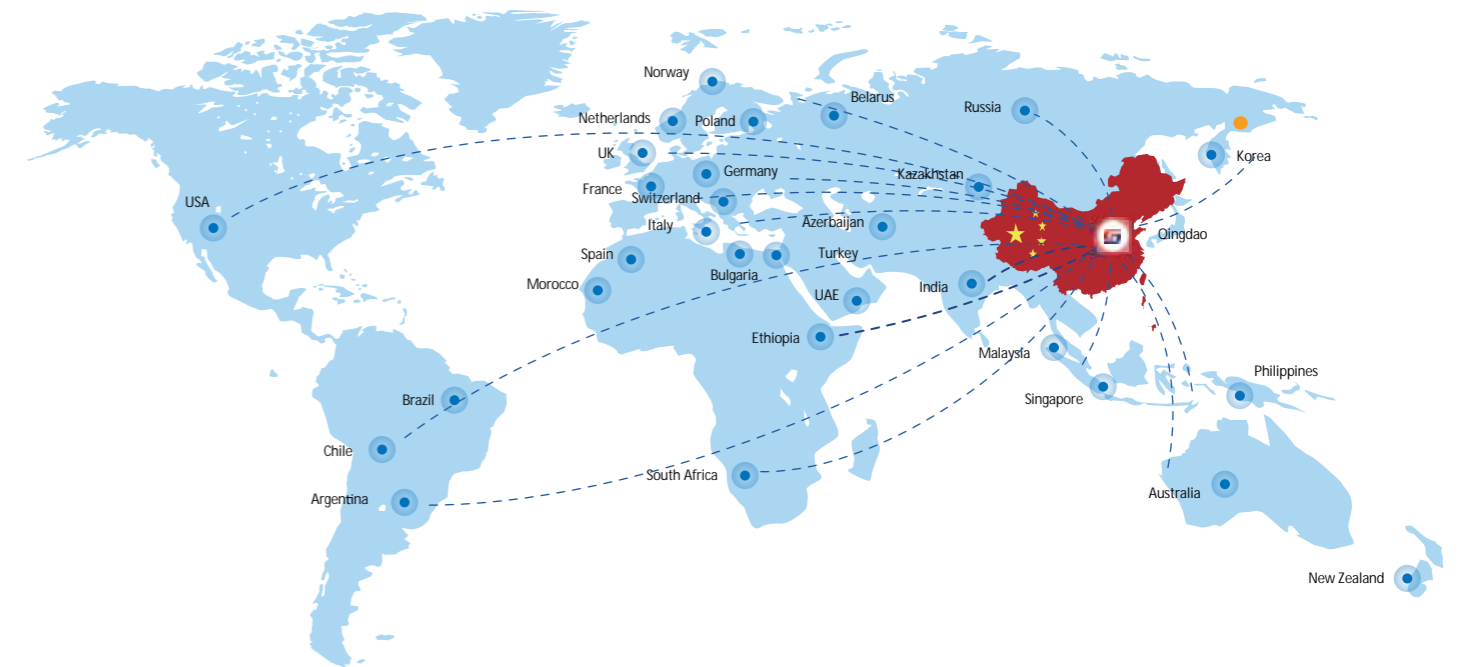 Norway
Belarus
Russia
Netherlands
Poland
UK
Korea
Germany
Kazakhstan
France
Switzerland
USA
Italy
Azerbaijan
Qingdao
Spain
Turkey
Bulgaria
Morocco
India
UAE
Ethiopia
Malaysia
Philippines
Singapore
Brazil
Chile
South Africa
Argentina
Australia
New Zealand